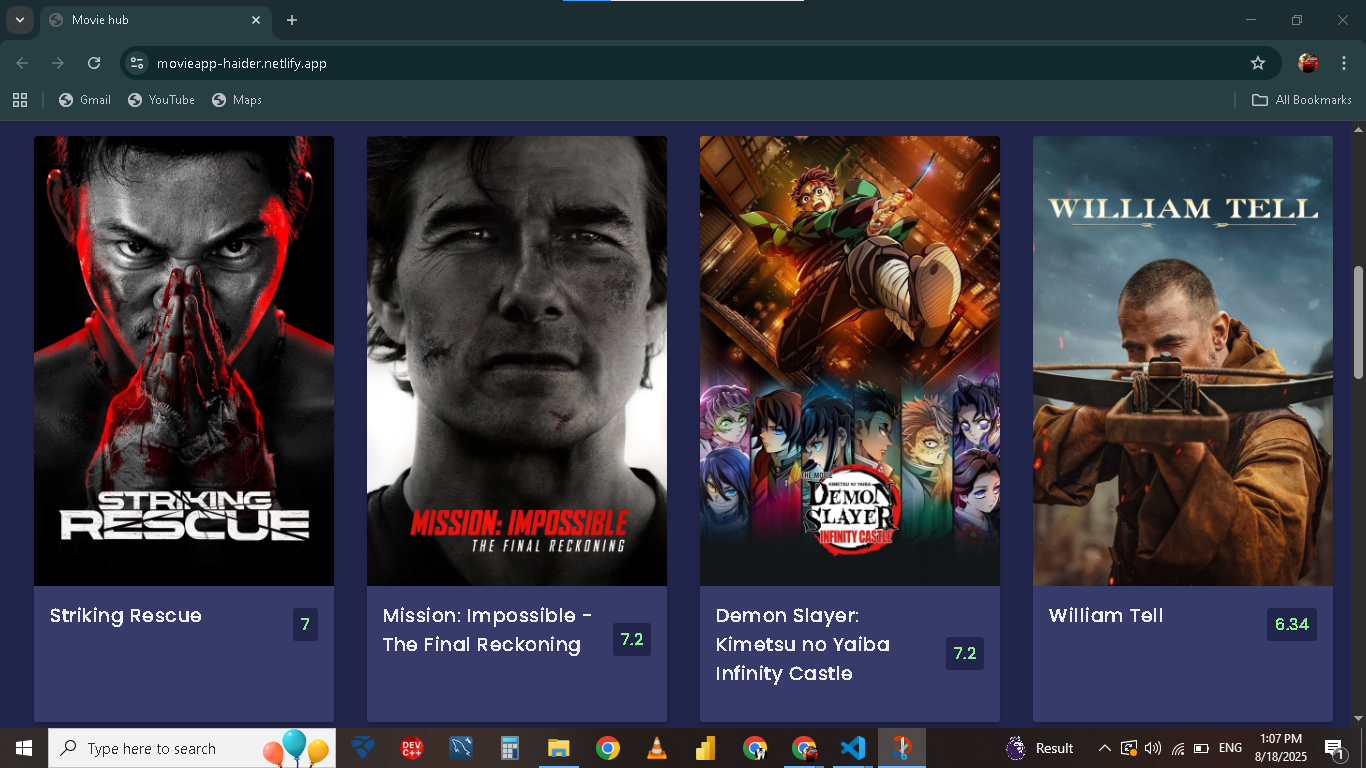 Movie hub
movieapp-haider.netlify.app
Gmail
YouTube
Maps
All Bookmarks
STRIKING
RESCUE
MISSION: IMPOSSIBLE
THE FINAL RECKONING
THE MOVIE
KIMETSU NO YAIBA
DEMON
SLAYER
INFINITY CASTLE
WILLIAM TELL
Striking Rescue
7
Mission: Impossible -
The Final Reckoning
7.2
Demon Slayer:
Kimetsu no Yaiba
Infinity Castle
7.2
William Tell
6.34
Type here to search
DEV
C++
W
Result
ENG
1:07 PM
8/18/2025
1